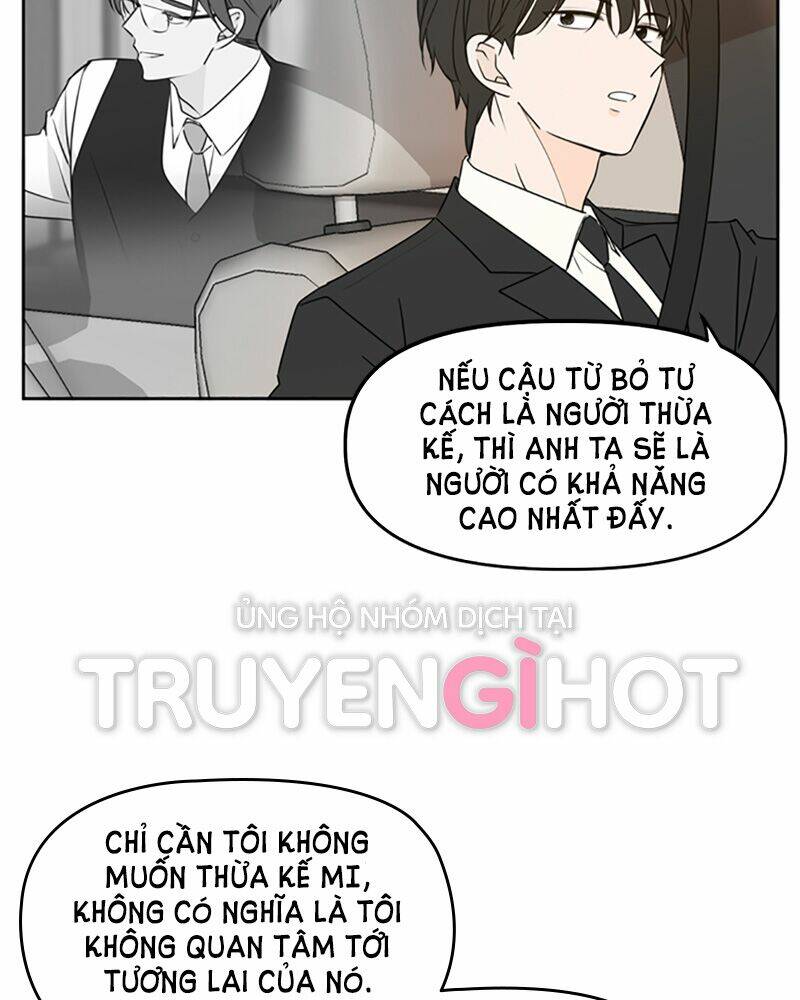 NẾU CẬU TỪ BỎ TƯ
CÁCH LÀ NGƯỜI THỪA
KẾ, THÌ ANH TA SẼ LÀ
NGƯỜI CÓ KHẢ NĂNG
CAO NHẤT ĐẤY.
ỦNG HỘ NHÓM DỊCH TẠI
TRUYENGÌHOT
CHỈ CẦN TÔI KHÔNG
MUỐN THỪA KẾ MI,
KHÔNG CÓ NGHĨA LÀ TÔI
KHÔNG QUAN TÂM TỚI
TƯƠNG LAI CỦA NÓ.